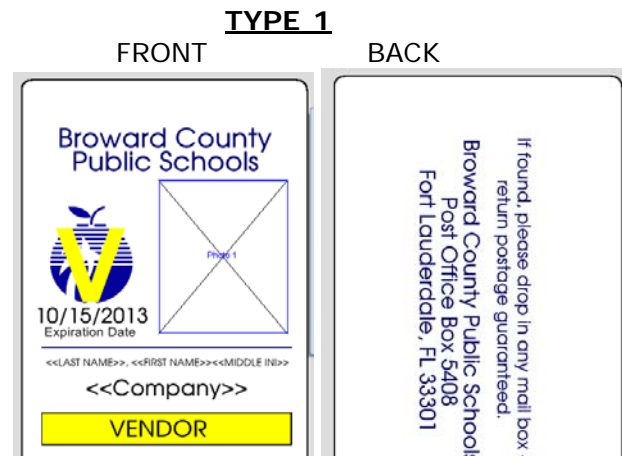 TYPE 1
FRONT BACK
Broward County
Public Schools
V
Photo 1
10/15/2013
Expiration Date
<<LAST NAME>>, <<FIRST NAME>><<MIDDLE INI>>
<<Company>>
VENDOR
If found, please drop in any mail box
return postage guaranteed.
Broward County Public Schools
Post Office Box 5408
Fort Lauderdale, FL 33301